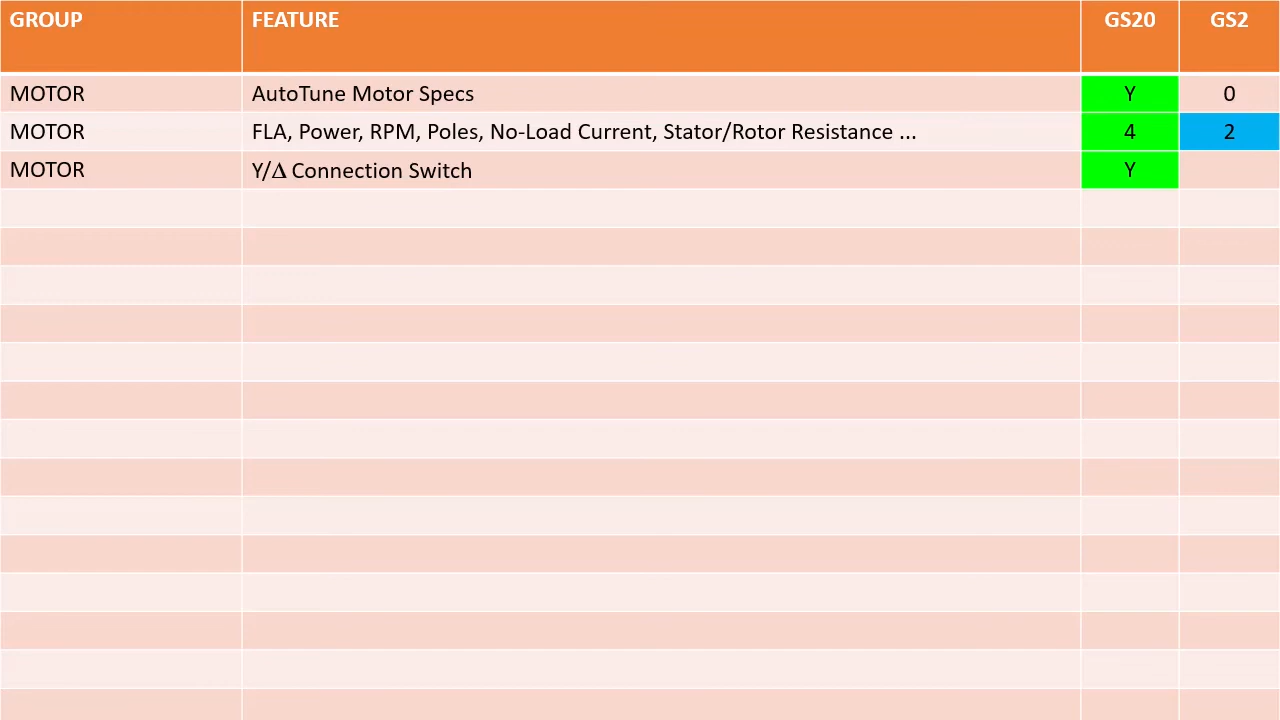 GROUP FEATURE GS20 GS2
MOTOR AutoTune Motor Specs Y 0
MOTOR FLA, Power, RPM, Poles, No-Load Current, Stator/Rotor Resistance ... 4 2
MOTOR Y/Δ Connection Switch Y